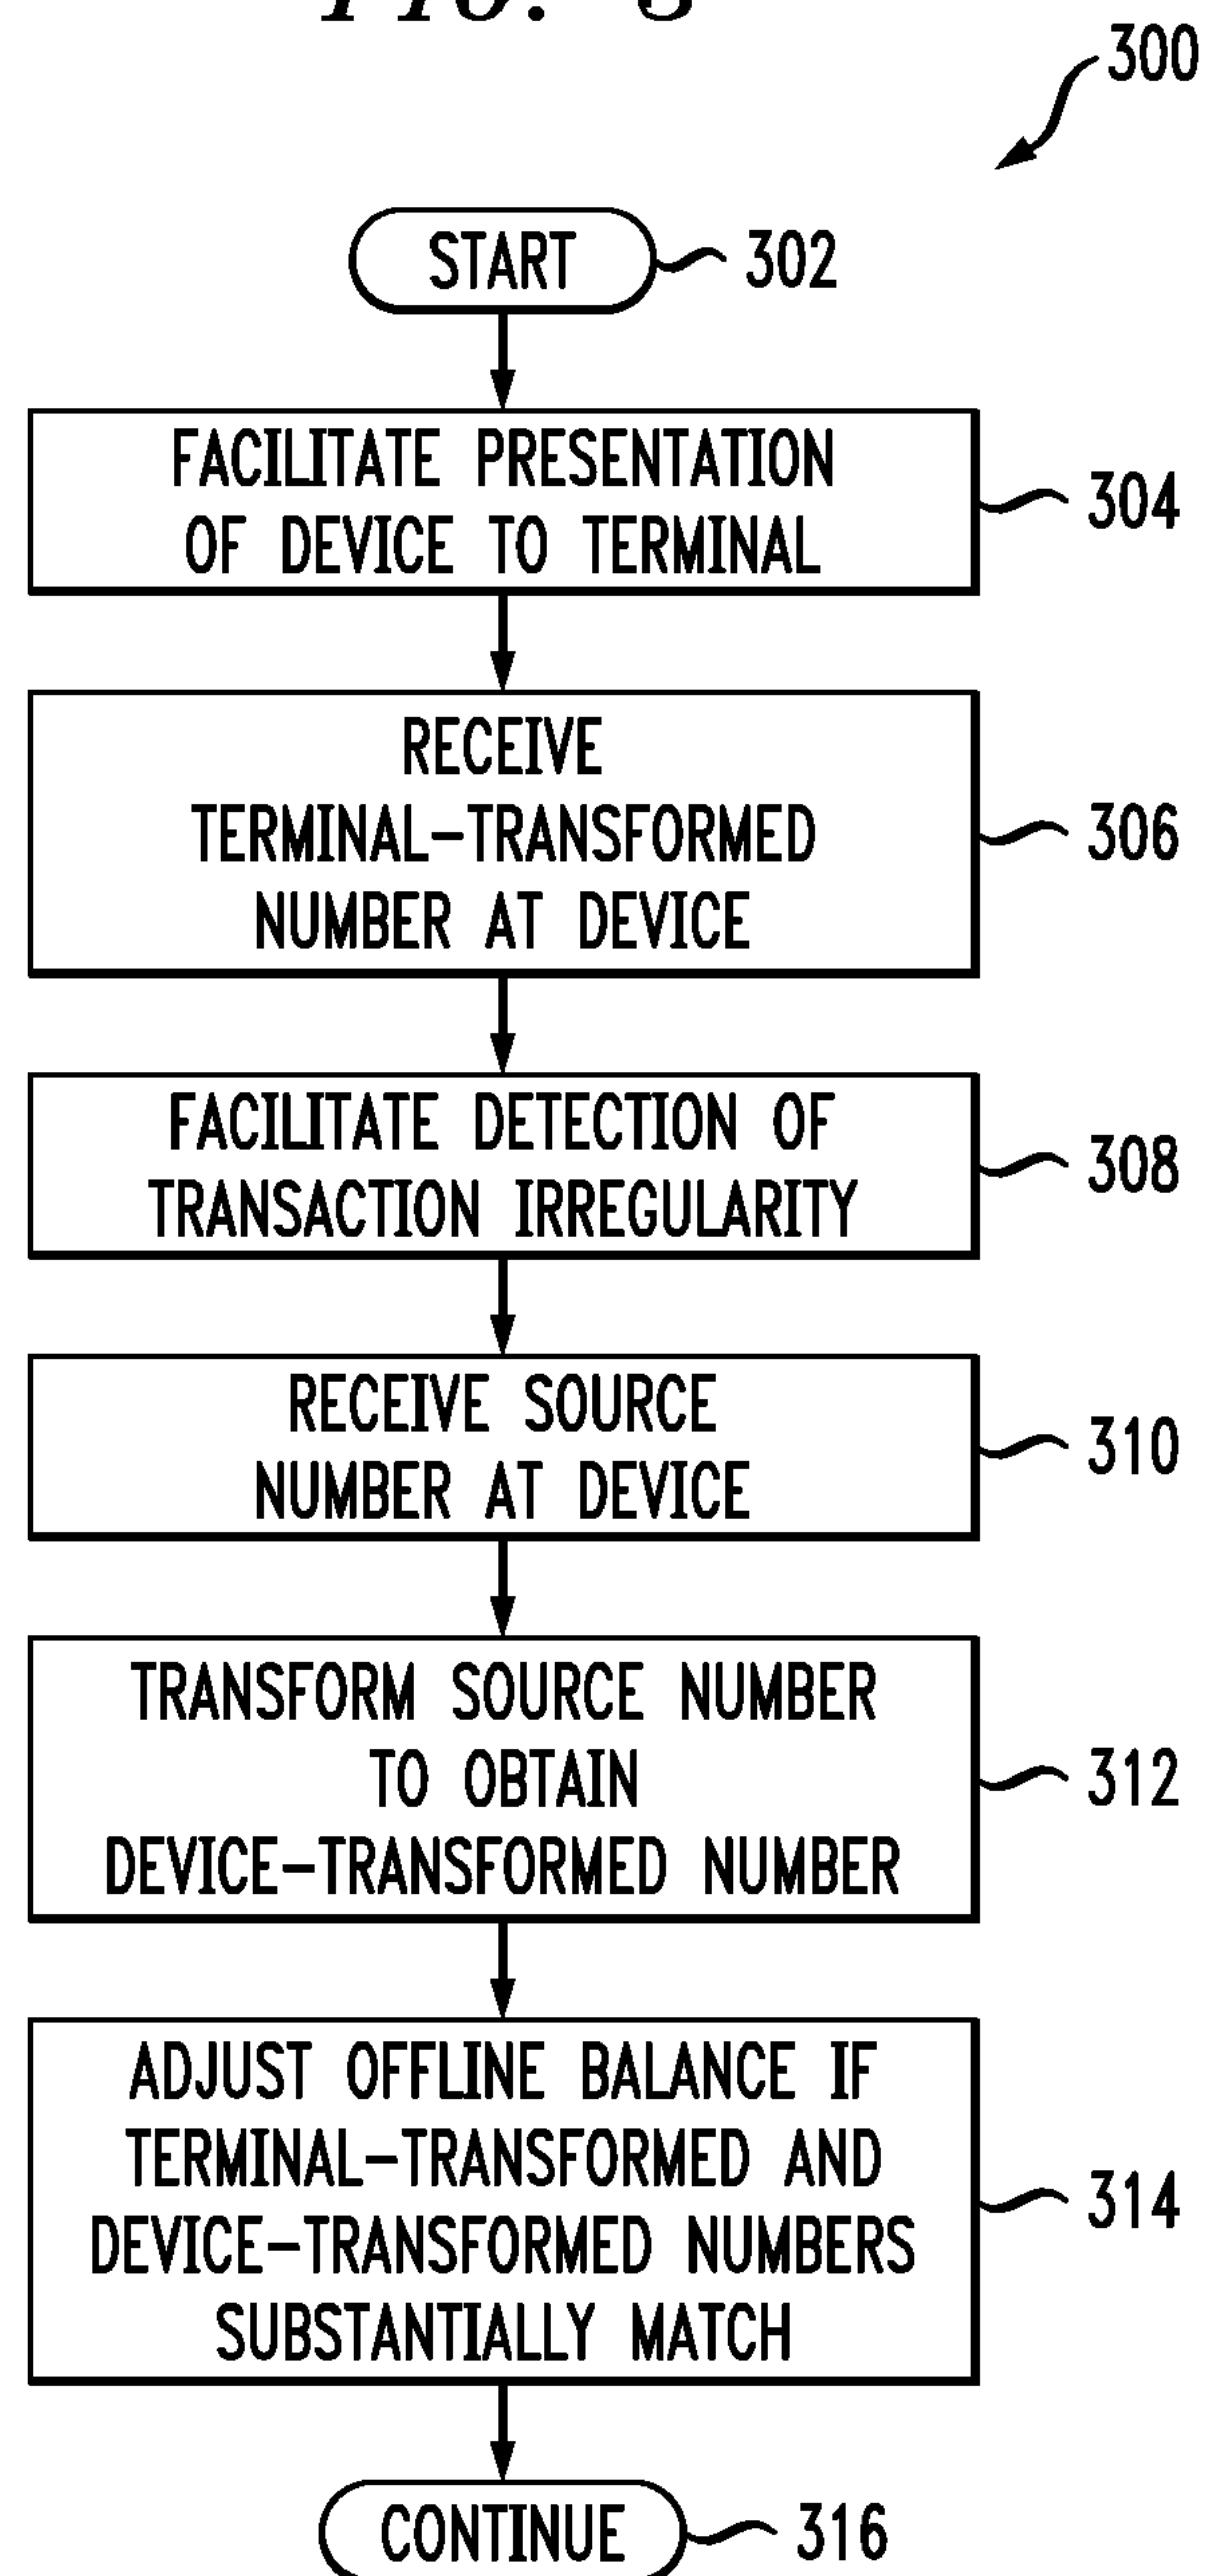 FIG. 3
300
START
302
FACILITATE PRESENTATION
OF DEVICE TO TERMINAL
304
RECEIVE
TERMINAL-TRANSFORMED
NUMBER AT DEVICE
306
FACILITATE DETECTION OF
TRANSACTION IRREGULARITY
308
RECEIVE SOURCE
NUMBER AT DEVICE
310
TRANSFORM SOURCE NUMBER
TO OBTAIN
DEVICE-TRANSFORMED NUMBER
312
ADJUST OFFLINE BALANCE IF
TERMINAL-TRANSFORMED AND
DEVICE-TRANSFORMED NUMBERS
SUBSTANTIALLY MATCH
314
CONTINUE
316